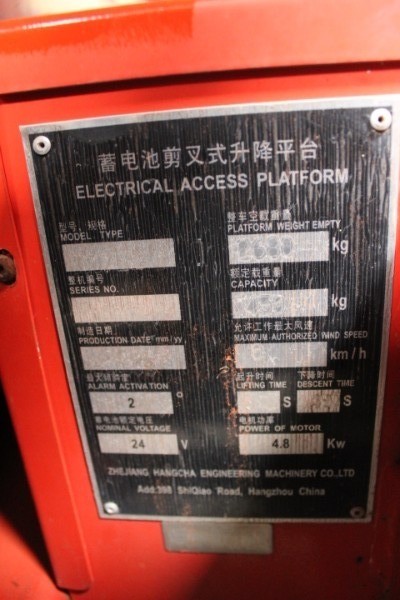 蓄电池剪叉式升降平台
ELECTRICAL ACCESS PLATFORM
型号 规格
MODEL TYPE
整车空载重量
PLATFORM WEIGHT EMPTY
kg
整机编号
SERIES NO.
额定载重量
CAPACITY
kg
制造日期
PRODUCTION DATE mm/yy
允许工作最大风速
MAXIMUM AUTHORIZED WIND SPEED
km/h
ALARM ACTIVATION
2 °
起升时间
LIFTING TIME
S
下降时间
DESCENT TIME
S
蓄电池额定电压
NOMINAL VOLTAGE
24 V
电机功率
POWER OF MOTOR
4.8 Kw
ZHEJIANG HANGCHA ENGINEERING MACHINERY CO.,LTD
Add:398 ShiQiao Road, Hangzhou China